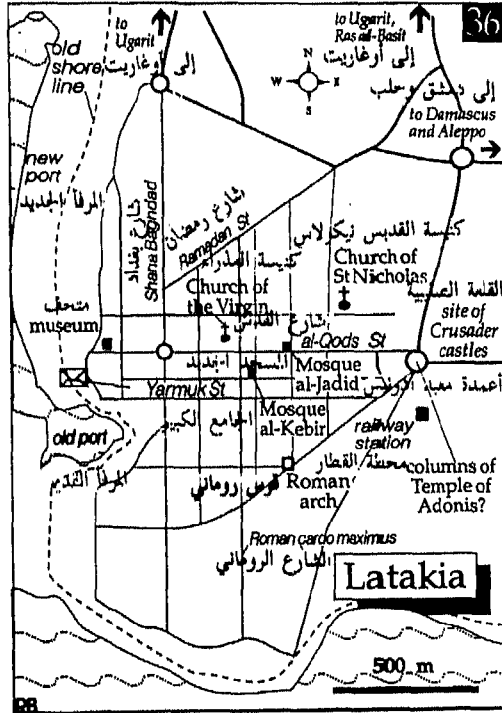 36
to
Ugarit
إلى أوغاريت
to Ugarit,
Ras al-Basit
إلى أوغاريت
إلى دمشق وحلب
to Damascus
and Aleppo
N
W
S
old
shore
line
new
port
المرفأ الجديد
شارع بغداد
Sharia Baghdad
شارع رمضان
Ramadan St
كنيسة القديس نيكولاس
Church of
St Nicholas
كنيسة العذراء
Church of
the Virgin
site of
Crusader
castles
متحف
museum
شارع القدس
al-Qods St
Mosque
al-Jadid
Yarmuk St
Mosque
al-Kebir
الجامع الكبير
old port
المرفأ القديم
railway
station
محطة القطار
columns of
Temple of
Adonis?
قوس روماني
Roman
arch
Roman cardo maximus
الشارع الروماني
Latakia
500 m